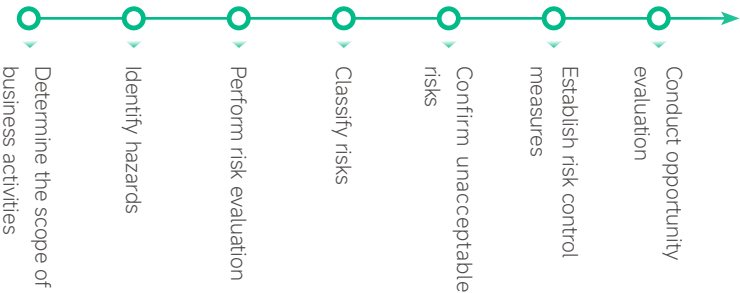 Determine the scope of
business activities
Identify hazards
Perform risk evaluation
Classify risks
Confirm unacceptable
risks
Establish risk control
measures
Conduct opportunity
evaluation